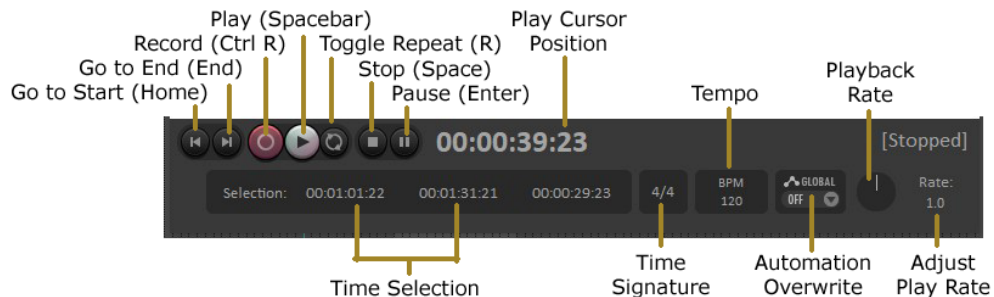 Play (Spacebar)
Play Cursor
Position
Record (Ctrl R)
Toggle Repeat (R)
Go to End (End)
Stop (Space)
Playback
Rate
Go to Start (Home)
Pause (Enter)
Tempo
00:00:39:23
[Stopped]
Selection: 00:01:01:22 00:01:31:21 00:00:29:23
4/4
BPM
120
GLOBAL
OFF
Rate:
1.0
Time Selection
Time
Signature
Automation
Overwrite
Adjust
Play Rate